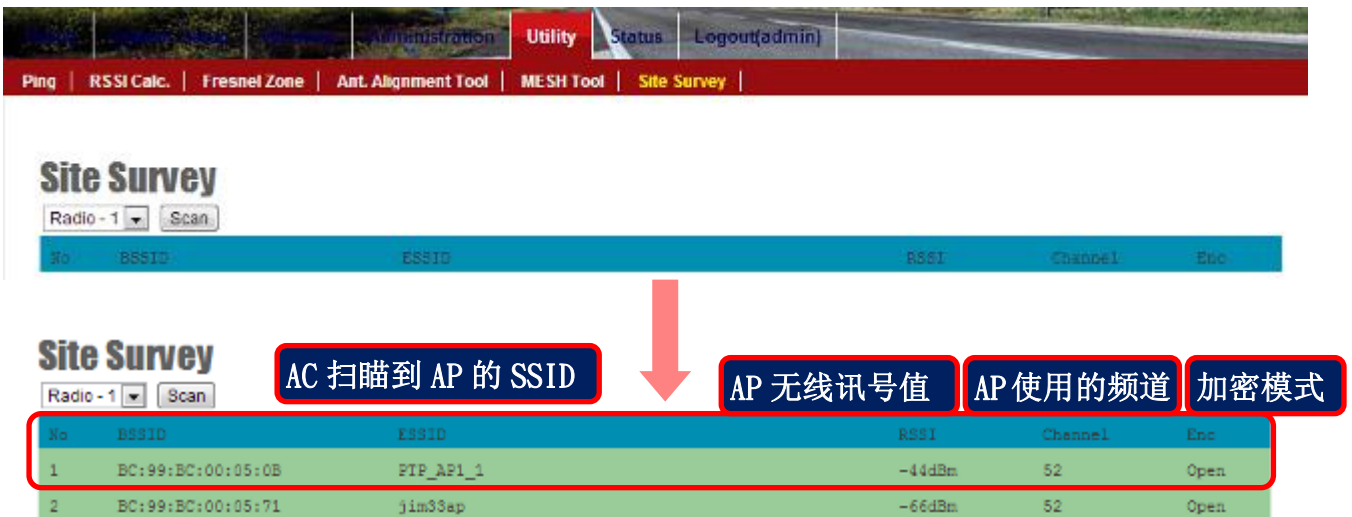 Administration Utility Status Logout(admin)
Ping | RSSI Calc. | Fresnel Zone | Ant. Alignment Tool | MESH Tool | Site Survey |
Site Survey
Radio - 1 Scan
No BSSID ESSID RSSI Channel Enc
Site Survey
AC 扫瞄到 AP 的 SSID
AP 无线讯号值
AP 使用的频道
加密模式
Radio - 1 Scan
No BSSID ESSID RSSI Channel Enc
1 BC:99:BC:00:05:0B PTP_AP1_1 -44dBm 52 Open
2 BC:99:BC:00:05:71 jim33ap -66dBm 52 Open